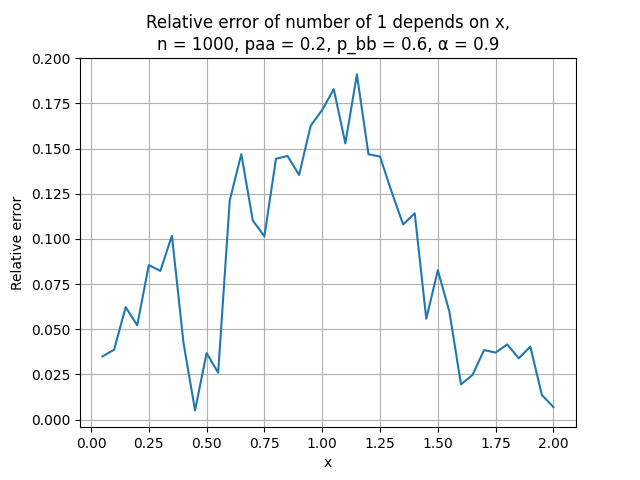 Relative error of number of 1 depends on x,
n = 1000, paa = 0.2, p_bb = 0.6, α = 0.9
0.200
0.175
0.150
0.125
0.100
0.075
0.050
0.025
0.000
Relative error
0.00 0.25 0.50 0.75 1.00 1.25 1.50 1.75 2.00
x